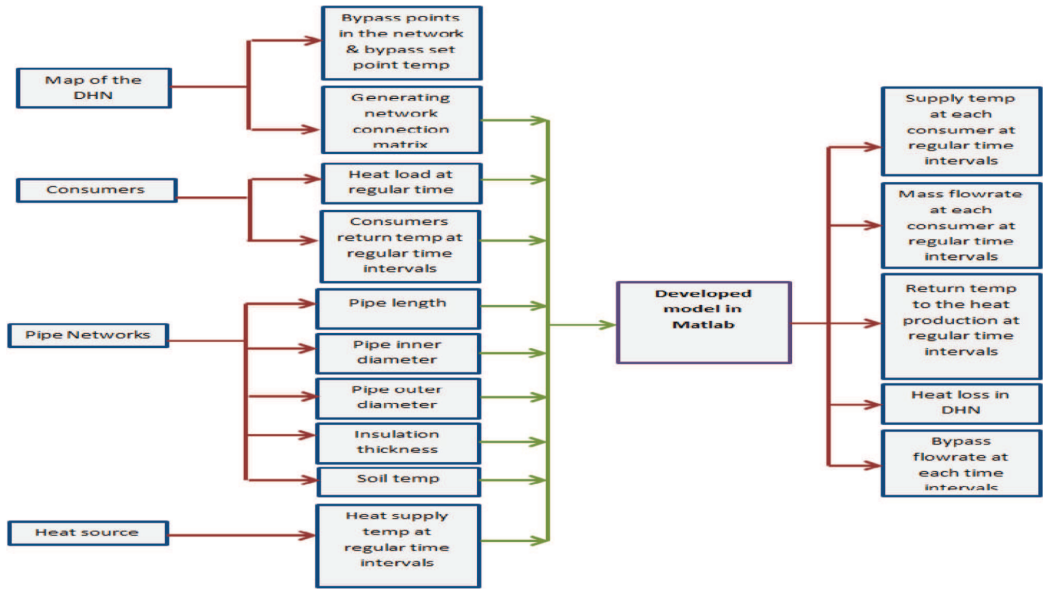 Map of the
DHN
Bypass points
in the network
& bypass set
point temp
Generating
network
connection
matrix
Consumers
Heat load at
regular time
Consumers
return temp at
regular time
intervals
Pipe Networks
Pipe length
Pipe inner
diameter
Pipe outer
diameter
Insulation
thickness
Soil temp
Heat source
Heat supply
temp at
regular time
intervals
Developed
model in
Matlab
Supply temp
at each
consumer at
regular time
intervals
Mass flowrate
at each
consumer at
regular time
intervals
Return temp
to the heat
production at
regular time
intervals
Heat loss in
DHN
Bypass
flowrate at
each time
intervals